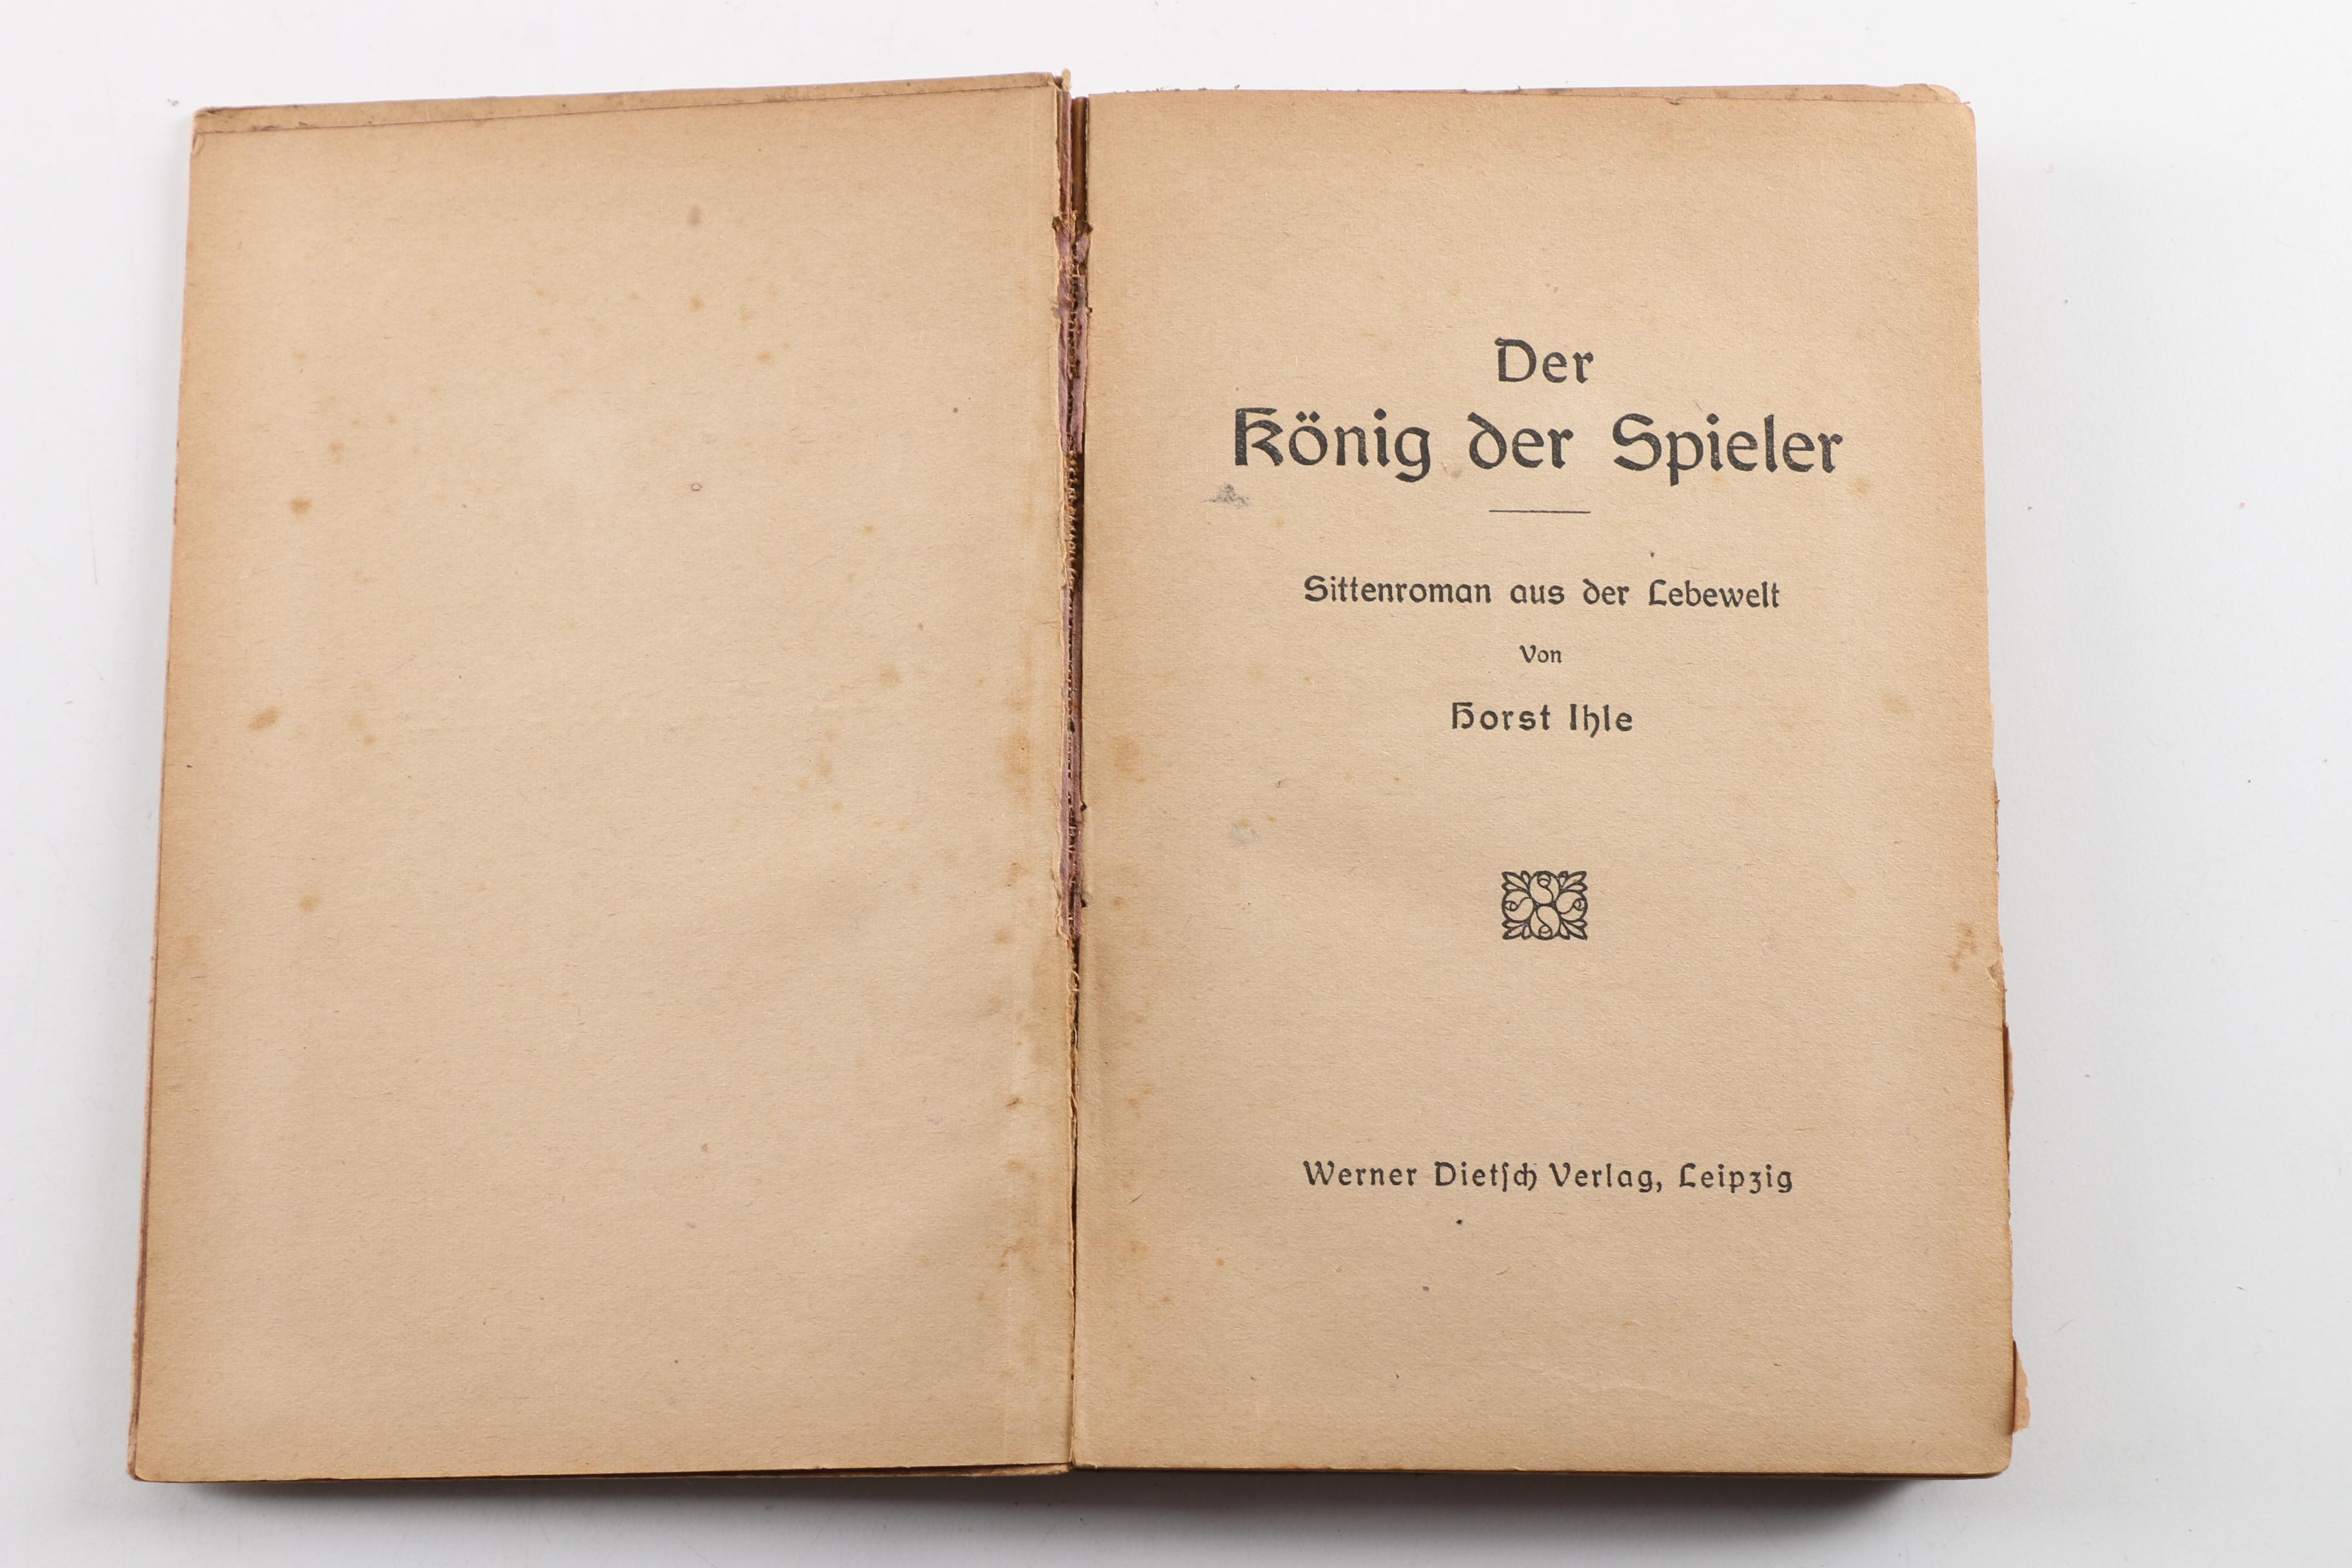 Der
König der Spieler
Sittenroman aus der Lebewelt
Von
Horst Ihle
Werner Dietſch Verlag, Leipzig